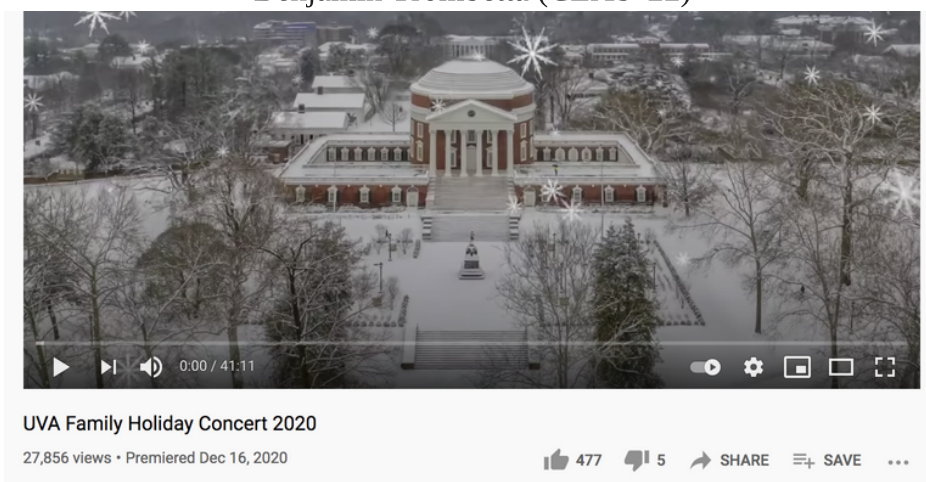 0:00 / 41:11
UVA Family Holiday Concert 2020
27,856 views • Premiered Dec 16, 2020
477 5 SHARE SAVE